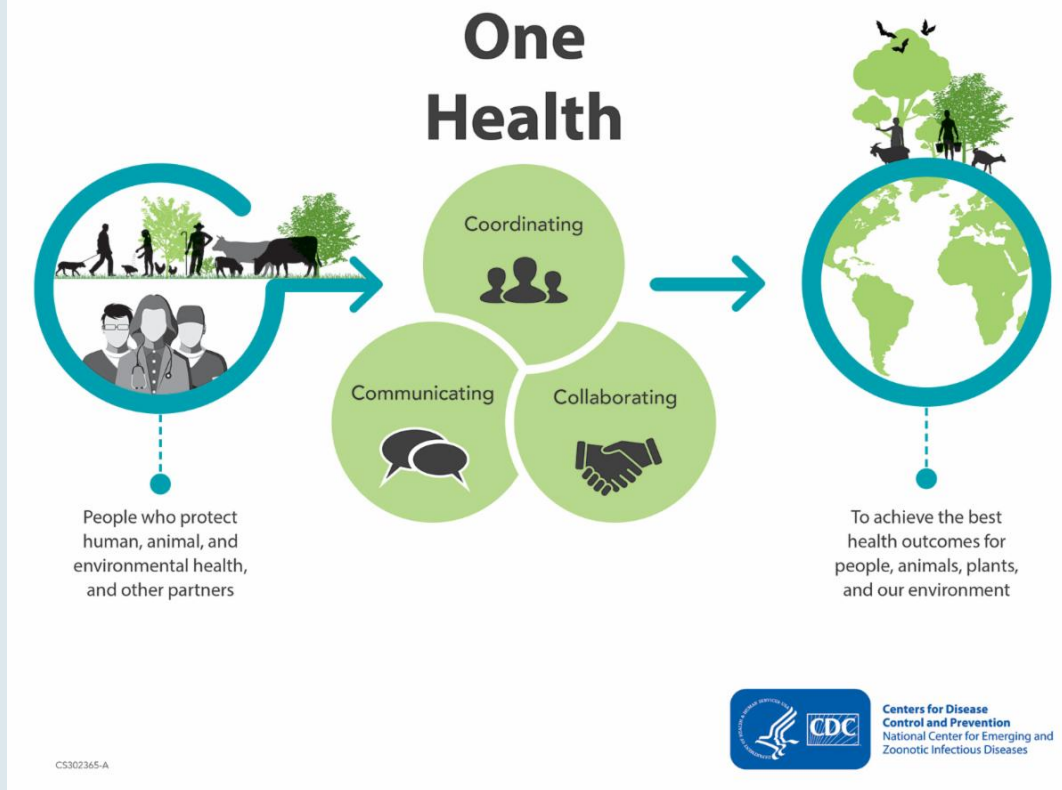 One
Health
Coordinating
Communicating
Collaborating
People who protect
human, animal, and
environmental health,
and other partners
To achieve the best
health outcomes for
people, animals, plants,
and our environment
CDC
Centers for Disease
Control and Prevention
National Center for Emerging and
Zoonotic Infectious Diseases
CS302365-A